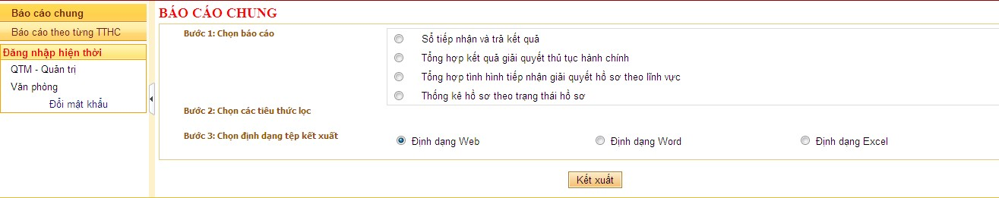 Báo cáo chung
Báo cáo theo từng TTHC
Đăng nhập hiện thời
QTM - Quản trị
Văn phòng
Đổi mật khẩu
BÁO CÁO CHUNG
Bước 1: Chọn báo cáo
Sổ tiếp nhận và trả kết quả
Tổng hợp kết quả giải quyết thủ tục hành chính
Tổng hợp tình hình tiếp nhận giải quyết hồ sơ theo lĩnh vực
Thống kê hồ sơ theo trạng thái hồ sơ
Bước 2: Chọn các tiêu thức lọc
Bước 3: Chọn định dạng tệp kết xuất
Định dạng Web
Định dạng Word
Định dạng Excel
Kết xuất